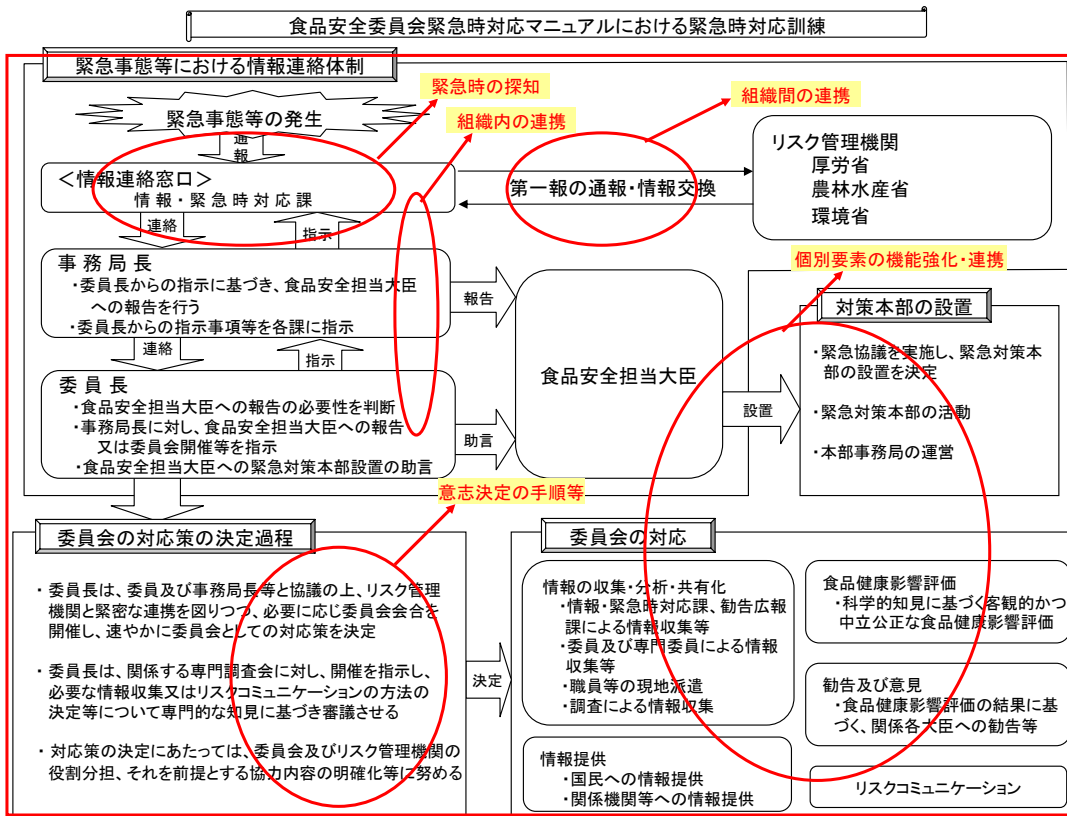 食品安全委員会緊急時対応マニュアルにおける緊急時対応訓練
緊急事態等における情報連絡体制
緊急時の探知
組織内の連携
組織間の連携
緊急事態等の発生
通報
<情報連絡窓口>
情報・緊急時対応課
第一報の通報・情報交換
リスク管理機関
厚労省
農林水産省
環境省
連絡
指示
事務局長
・委員長からの指示に基づき、食品安全担当大臣
への報告を行う
・委員長からの指示事項等を各課に指示
報告
連絡
指示
委員長
・食品安全担当大臣への報告の必要性を判断
・事務局長に対し、食品安全担当大臣への報告
又は委員会開催等を指示
・食品安全担当大臣への緊急対策本部設置の助言
助言
食品安全担当大臣
設置
個別要素の機能強化・連携
対策本部の設置
・緊急協議を実施し、緊急対策本
部の設置を決定
・緊急対策本部の活動
・本部事務局の運営
意志決定の手順等
委員会の対応策の決定過程
・委員長は、委員及び事務局長等と協議の上、リスク管理
機関と緊密な連携を図りつつ、必要に応じ委員会会合を
開催し、速やかに委員会としての対応策を決定
・委員長は、関係する専門調査会に対し、開催を指示し、
必要な情報収集又はリスクコミュニケーションの方法の
決定等について専門的な知見に基づき審議させる
・対応策の決定にあたっては、委員会及びリスク管理機関の
役割分担、それを前提とする協力内容の明確化等に努める
決定
委員会の対応
情報の収集・分析・共有化
・情報・緊急時対応課、勧告広報
課による情報収集等
・委員及び専門委員による情報
収集等
・職員等の現地派遣
・調査による情報収集
情報提供
・国民への情報提供
・関係機関等への情報提供
食品健康影響評価
・科学的知見に基づく客観的かつ
中立公正な食品健康影響評価
勧告及び意見
・食品健康影響評価の結果に基
づく、関係各大臣への勧告等
リスクコミュニケーション